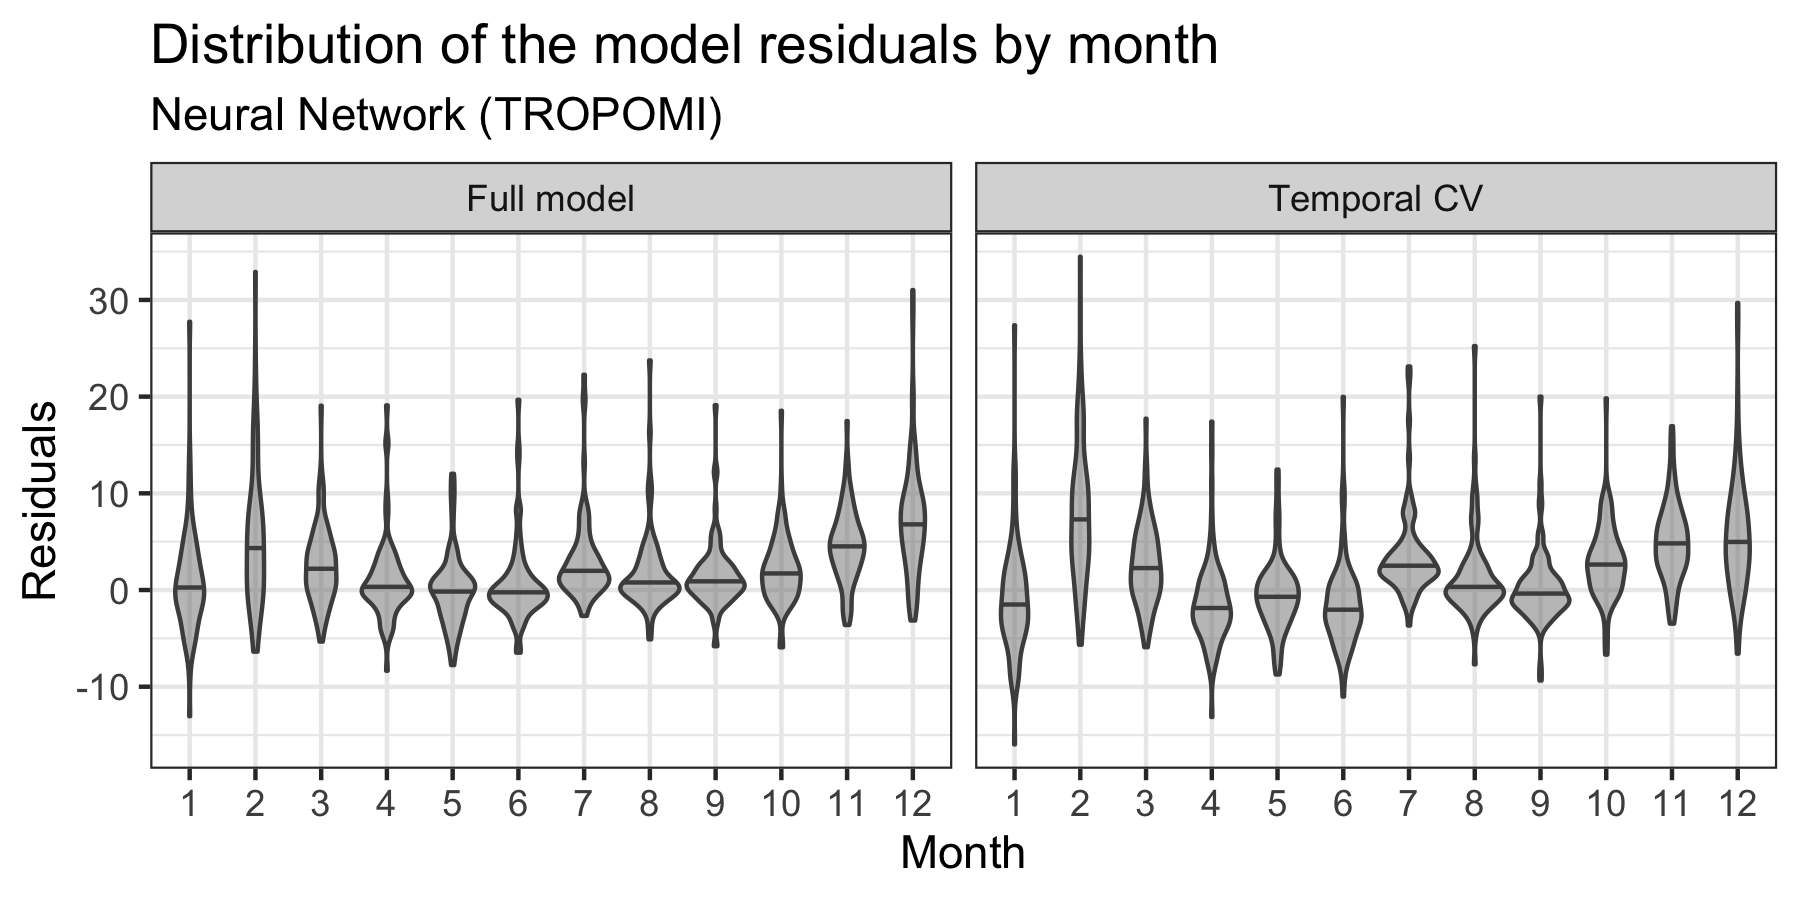 Distribution of the model residuals by month
Neural Network (TROPOMI)
Full model Temporal CV
Residuals
30
20
10
0
-10
1 2 3 4 5 6 7 8 9 10 11 12 1 2 3 4 5 6 7 8 9 10 11 12
Month